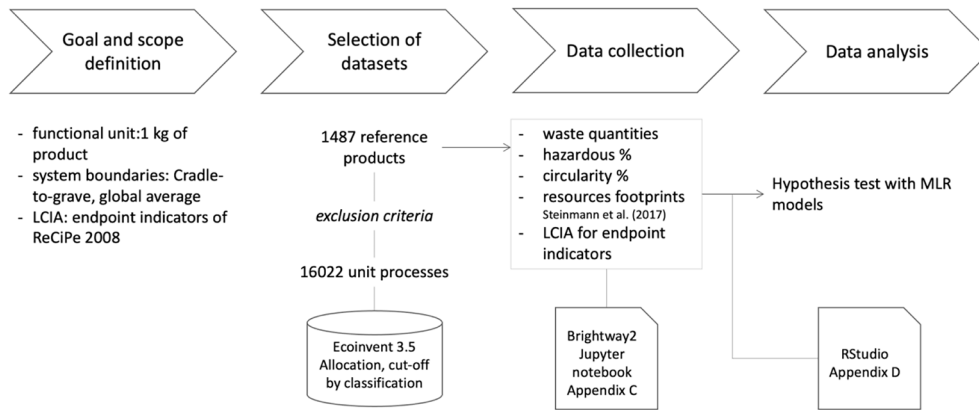 Goal and scope
definition
Selection of
datasets
Data collection
Data analysis
- functional unit:1 kg of
product
- system boundaries: Cradle-
to-grave, global average
- LCIA: endpoint indicators of
ReCiPe 2008
1487 reference
products
exclusion criteria
16022 unit processes
Ecoinvent 3.5
Allocation, cut-off
by classification
- waste quantities
- hazardous %
- circularity %
- resources footprints
Steinmann et al. (2017)
- LCIA for endpoint
indicators
Brightway2
Jupyter
notebook
Appendix C
Hypothesis test with MLR
models
RStudio
Appendix D